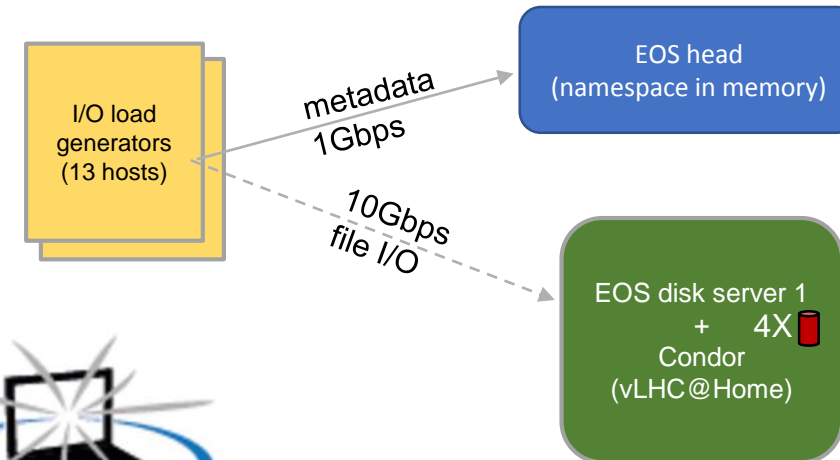 EOS head
(namespace in memory)
I/O load
generators
(13 hosts)
metadata
1Gbps
10Gbps
file I/O
EOS disk server 1
+ 4X
Condor
(vLHC@Home)